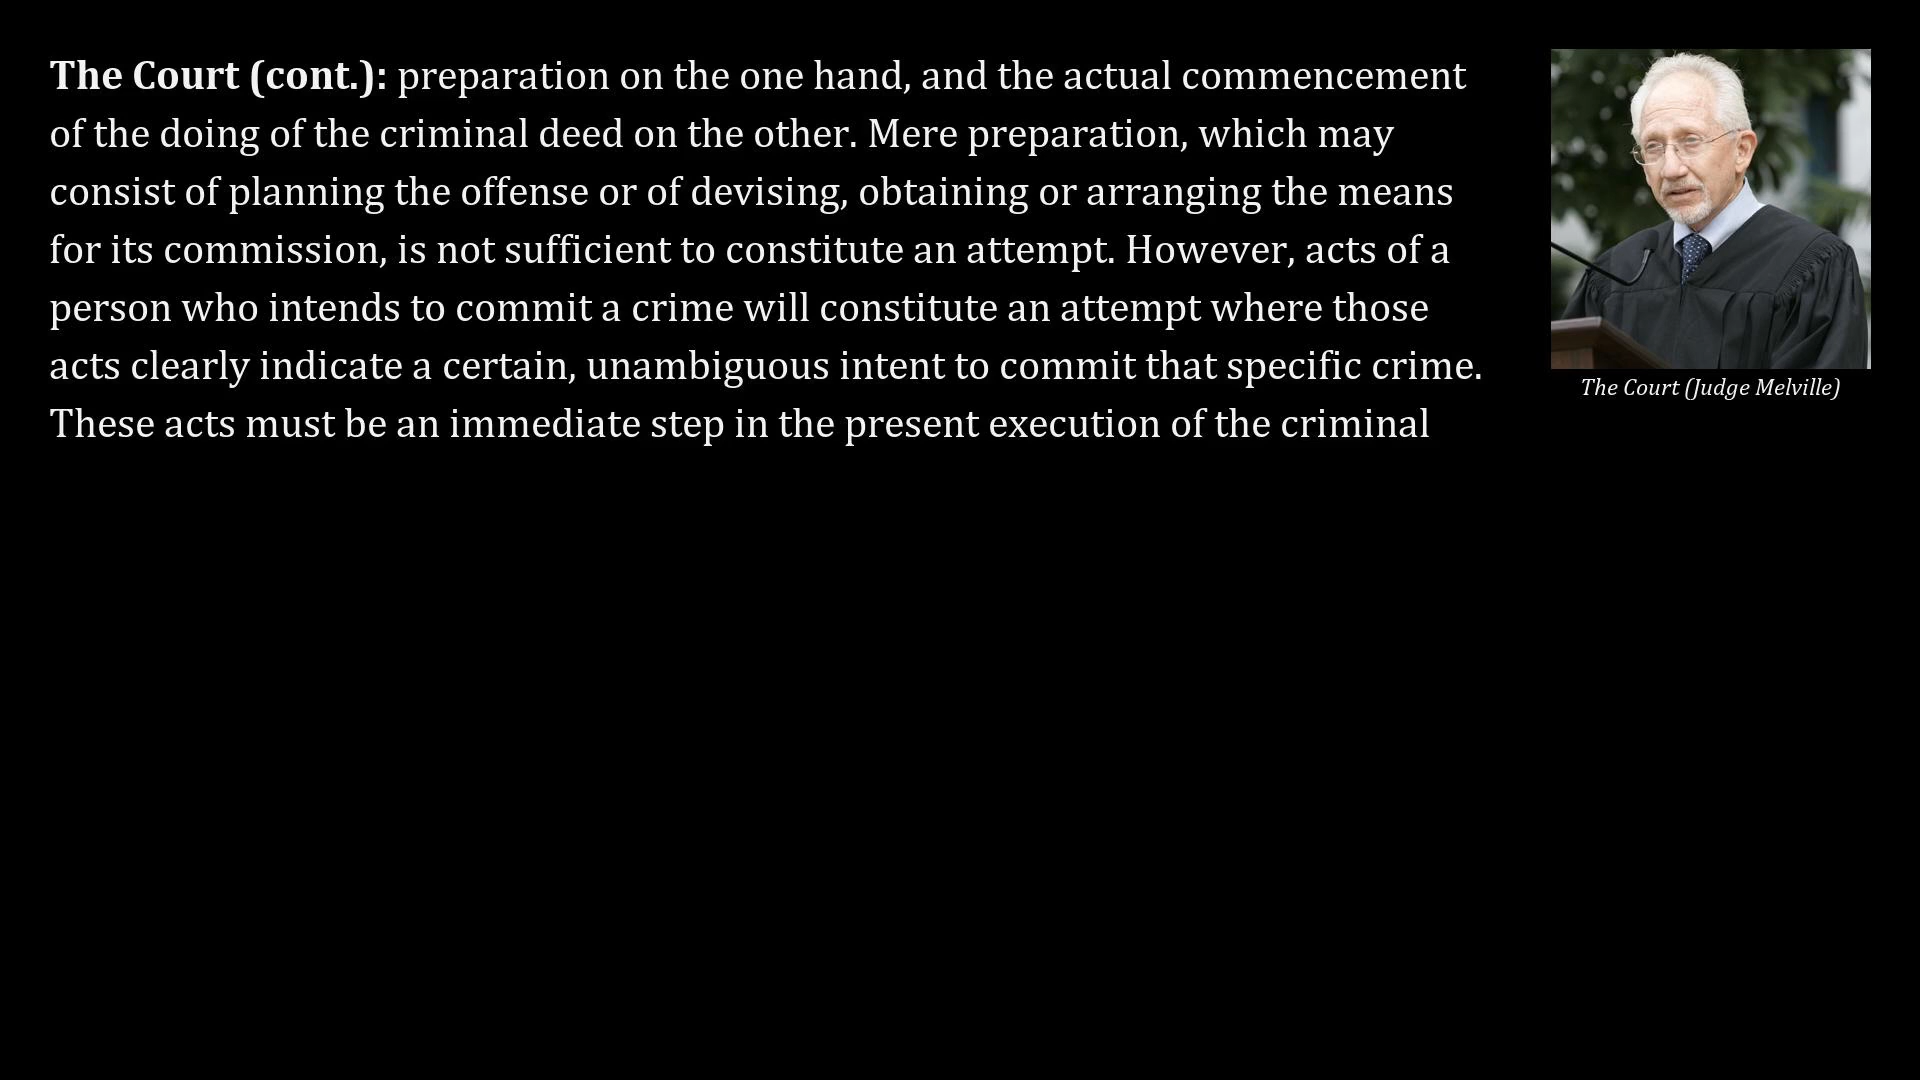 The Court (cont.): preparation on the one hand, and the actual commencement
of the doing of the criminal deed on the other. Mere preparation, which may
consist of planning the offense or of devising, obtaining or arranging the means
for its commission, is not sufficient to constitute an attempt. However, acts of a
person who intends to commit a crime will constitute an attempt where those
acts clearly indicate a certain, unambiguous intent to commit that specific crime.
These acts must be an immediate step in the present execution of the criminal
The Court (Judge Melville)